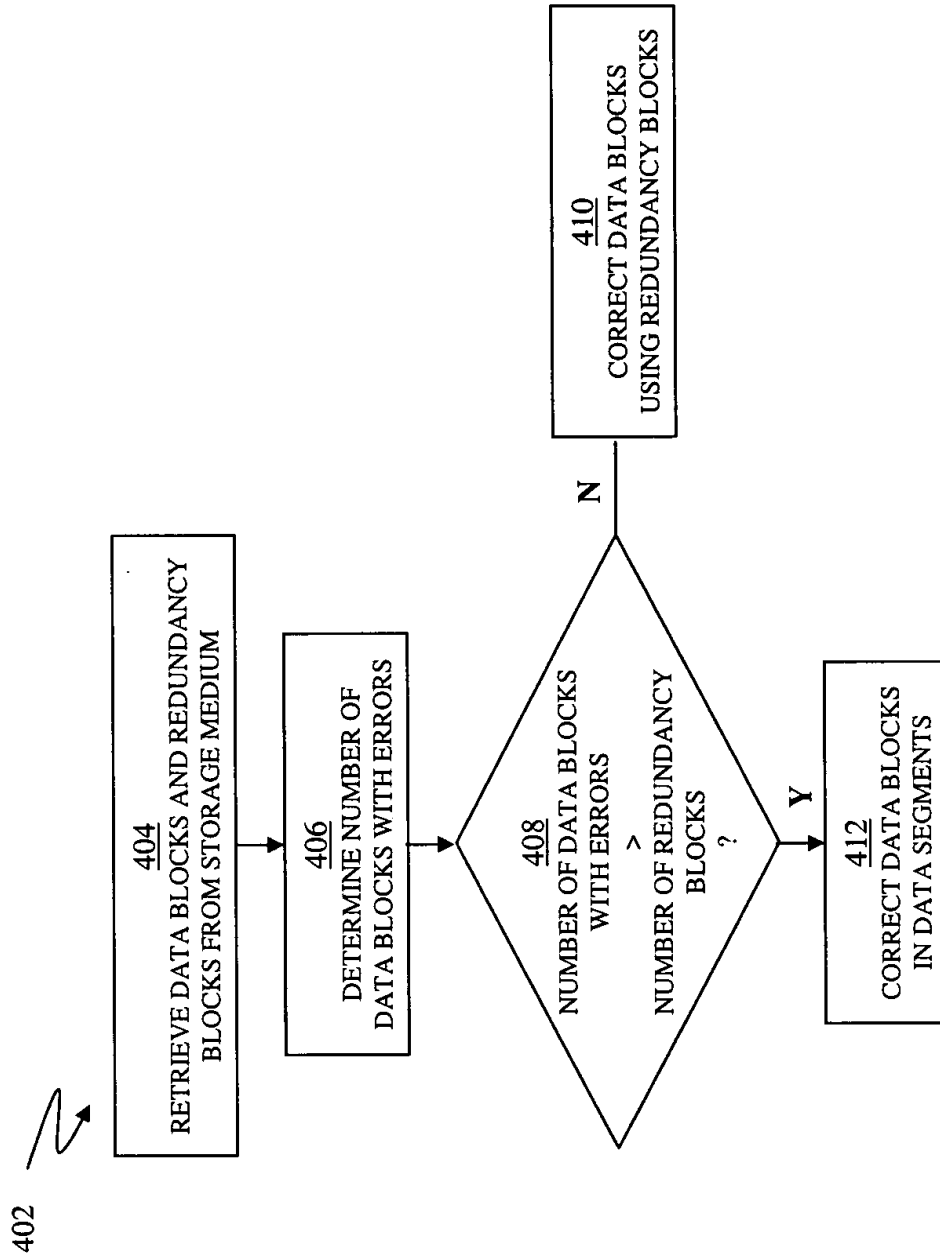 402
404
RETRIEVE DATA BLOCKS AND REDUNDANCY
BLOCKS FROM STORAGE MEDIUM
406
DETERMINE NUMBER OF
DATA BLOCKS WITH ERRORS
408
NUMBER OF DATA BLOCKS
WITH ERRORS
>
NUMBER OF REDUNDANCY
BLOCKS
?
N
410
CORRECT DATA BLOCKS
USING REDUNDANCY BLOCKS
Y
412
CORRECT DATA BLOCKS
IN DATA SEGMENTS